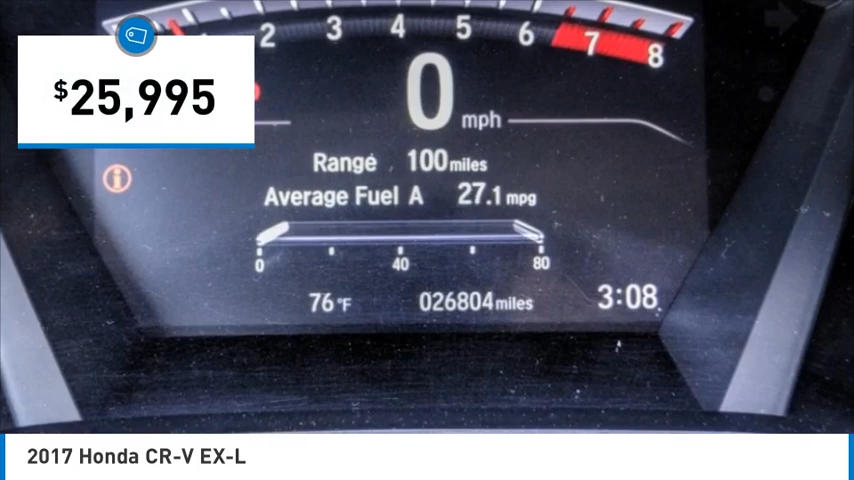 2 3 4 5 6 7 8
$25,995
0 mph
Range 100 miles
Average Fuel A 27.1 mpg
0 40 80
76°F 026804 miles 3:08
2017 Honda CR-V EX-L